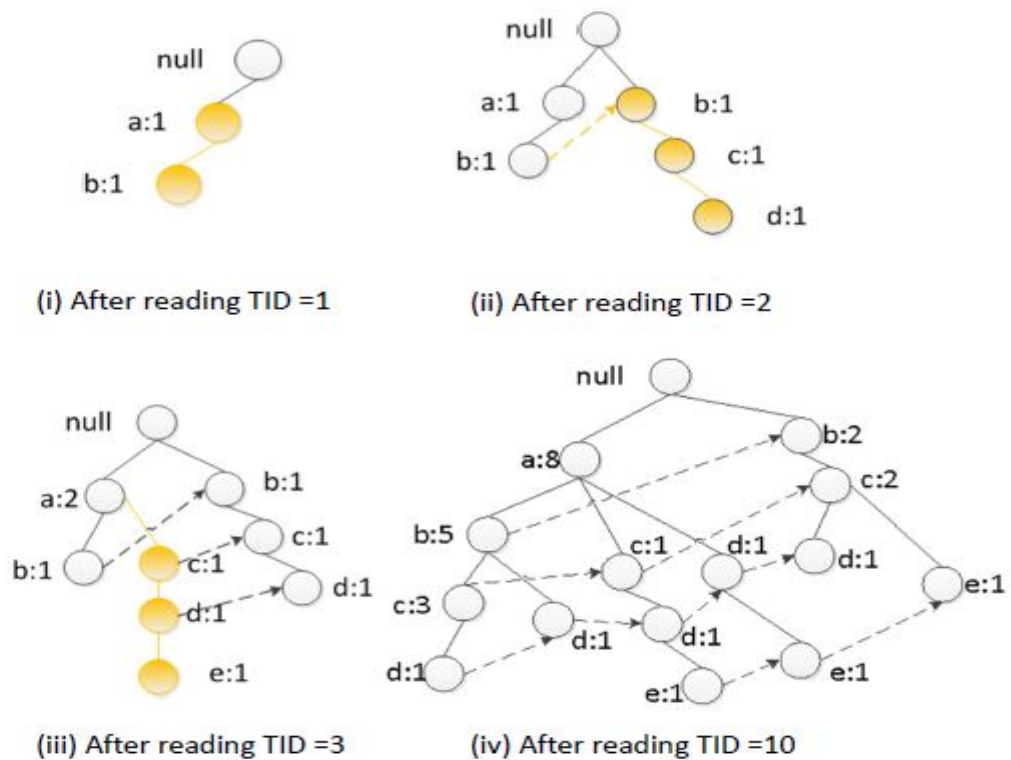 null
a:1
b:1
(i) After reading TID =1
null
a:1
b:1
b:1
c:1
d:1
(ii) After reading TID =2
null
a:2
b:1
b:1
c:1
c:1
d:1
d:1
e:1
(iii) After reading TID =3
null
a:8
b:2
b:5
c:1
d:1
c:2
c:3
d:1
e:1
d:1
d:1
d:1
e:1
e:1
(iv) After reading TID =10